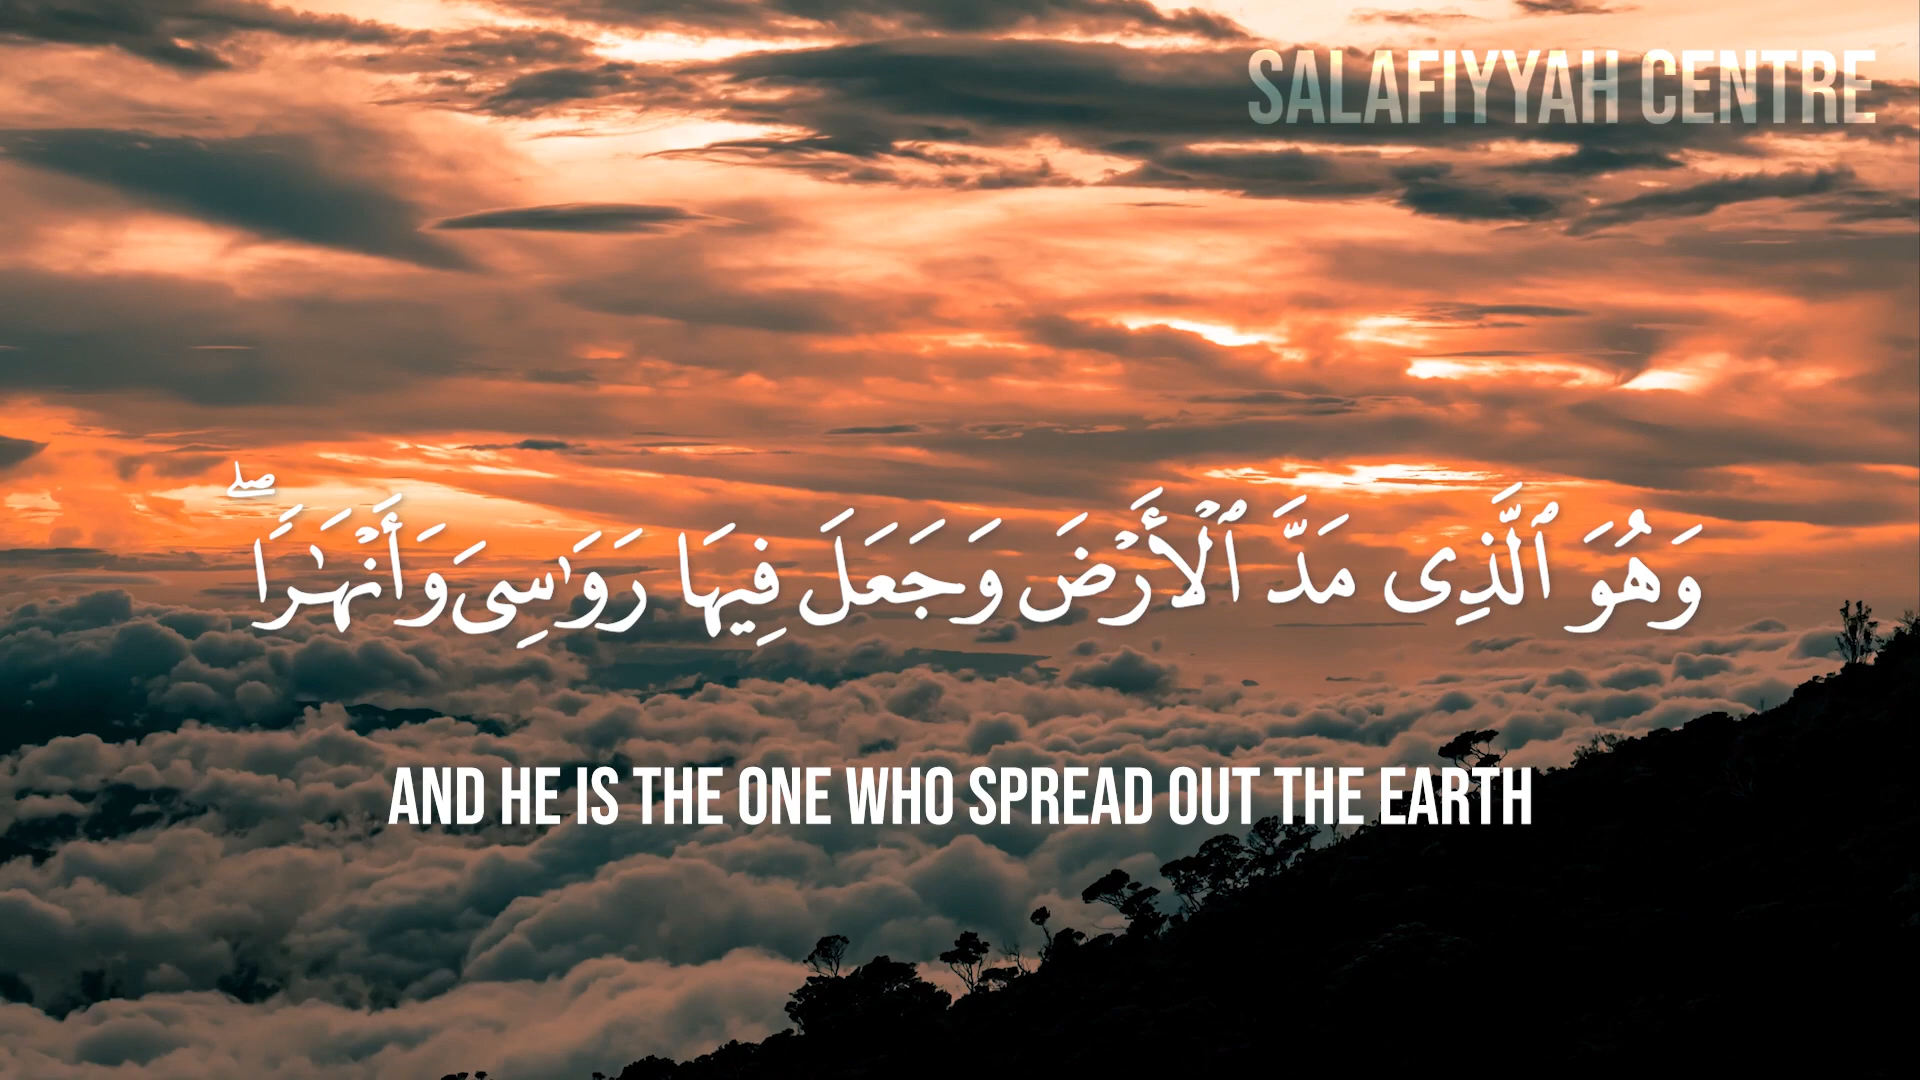 SALAFIYYAH CENTRE
وَهُوَ ٱلَّذِى مَدَّ ٱلْأَرْضَ وَجَعَلَ فِيهَا رَوَٰسِىَ وَأَنْهَٰرًا ۖ
AND HE IS THE ONE WHO SPREAD OUT THE EARTH